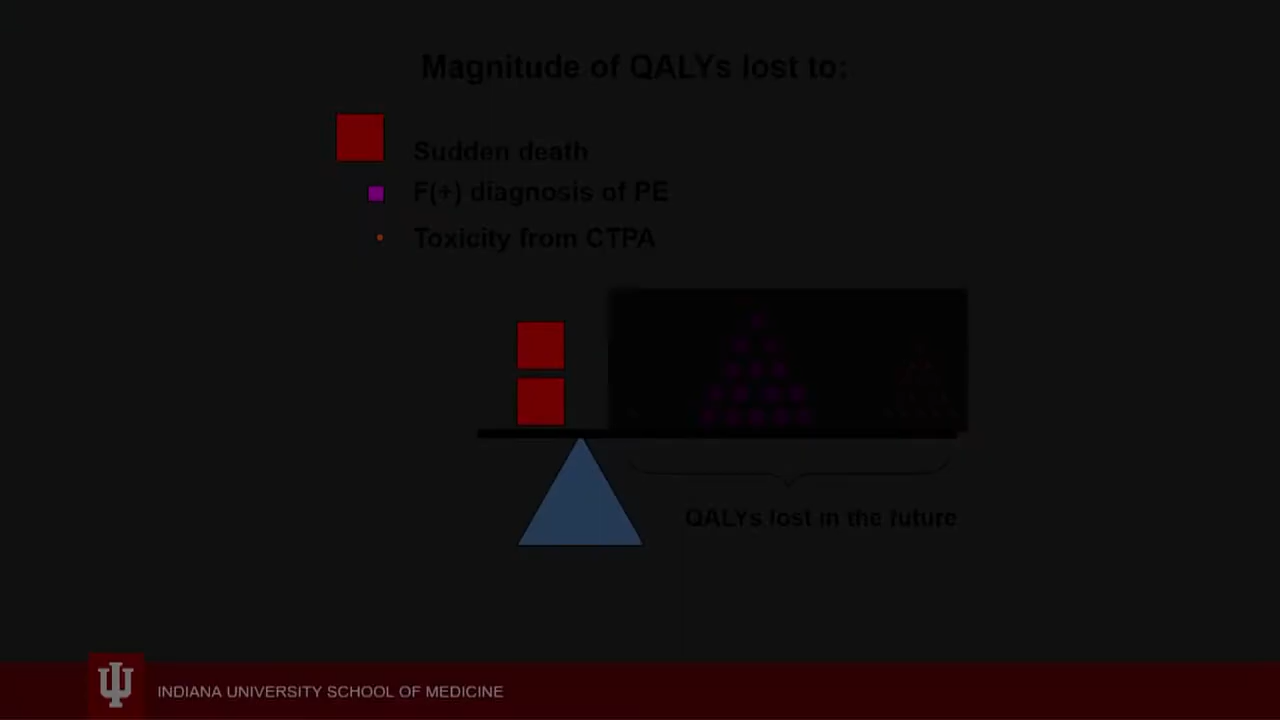 Magnitude of QALYs lost to:
Sudden death
F(+) diagnosis of PE
Toxicity from CTPA
QALYs lost in the future
INDIANA UNIVERSITY SCHOOL OF MEDICINE